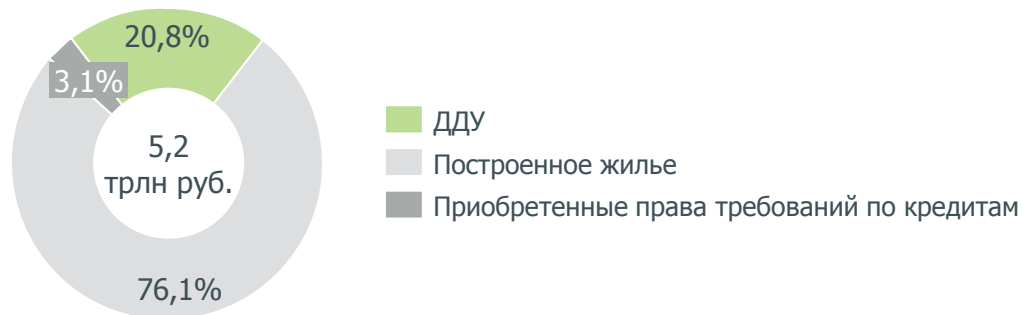 20,8%
3,1%
5,2
трлн руб.
76,1%
ДДУ
Построенное жилье
Приобретенные права требований по кредитам